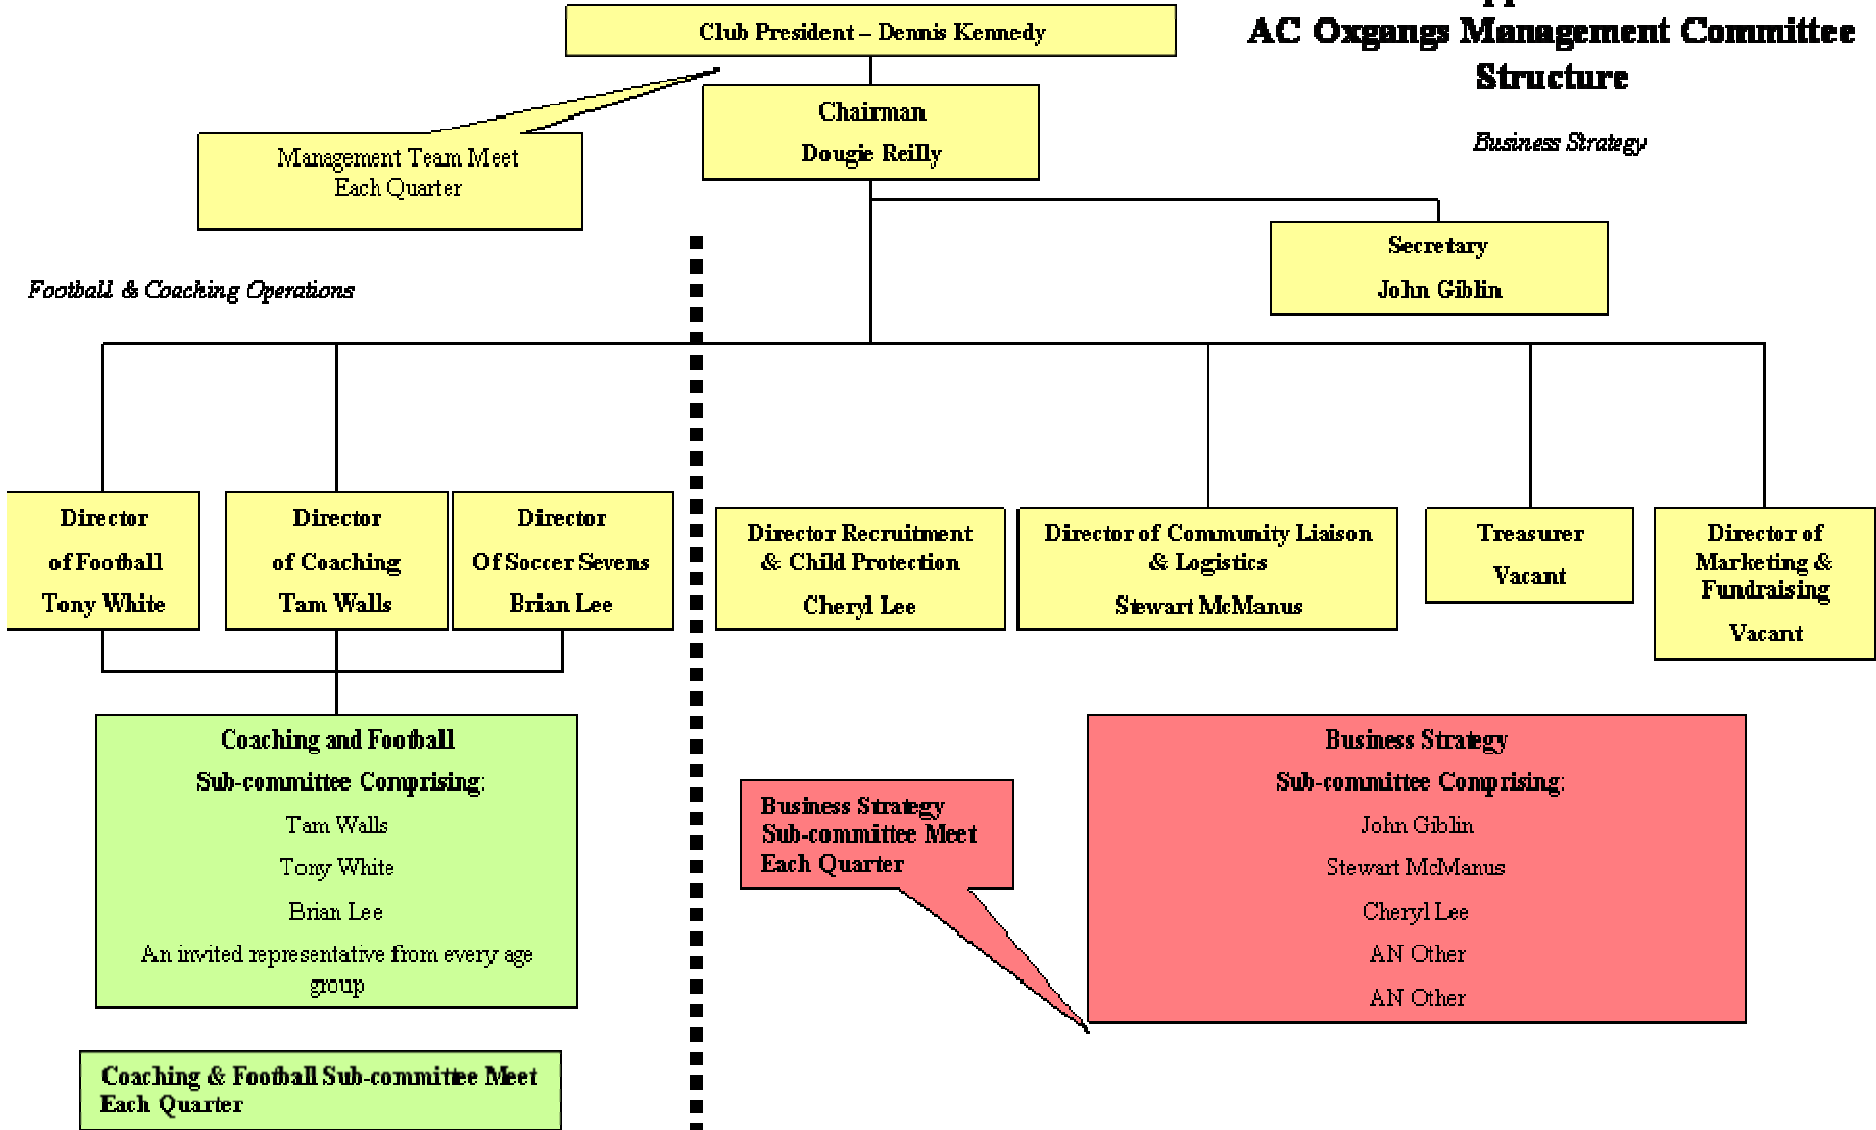 Club President – Dennis Kennedy
AC Oxgangs Management Committee
Structure
Business Strategy
Chairman
Dougie Reilly
Management Team Meet
Each Quarter
Secretary
John Giblin
Football & Coaching Operations
Director
of Football
Tony White
Director
of Coaching
Tam Walls
Director
Of Soccer Sevens
Brian Lee
Director Recruitment
& Child Protection
Cheryl Lee
Director of Community Liaison
& Logistics
Stewart McManus
Treasurer
Vacant
Director of
Marketing &
Fundraising
Vacant
Coaching and Football
Sub-committee Comprising:
Tam Walls
Tony White
Brian Lee
An invited representative from every age
group
Coaching & Football Sub-committee Meet
Each Quarter
Business Strategy
Sub-committee Meet
Each Quarter
Business Strategy
Sub-committee Comprising:
John Giblin
Stewart McManus
Cheryl Lee
AN Other
AN Other